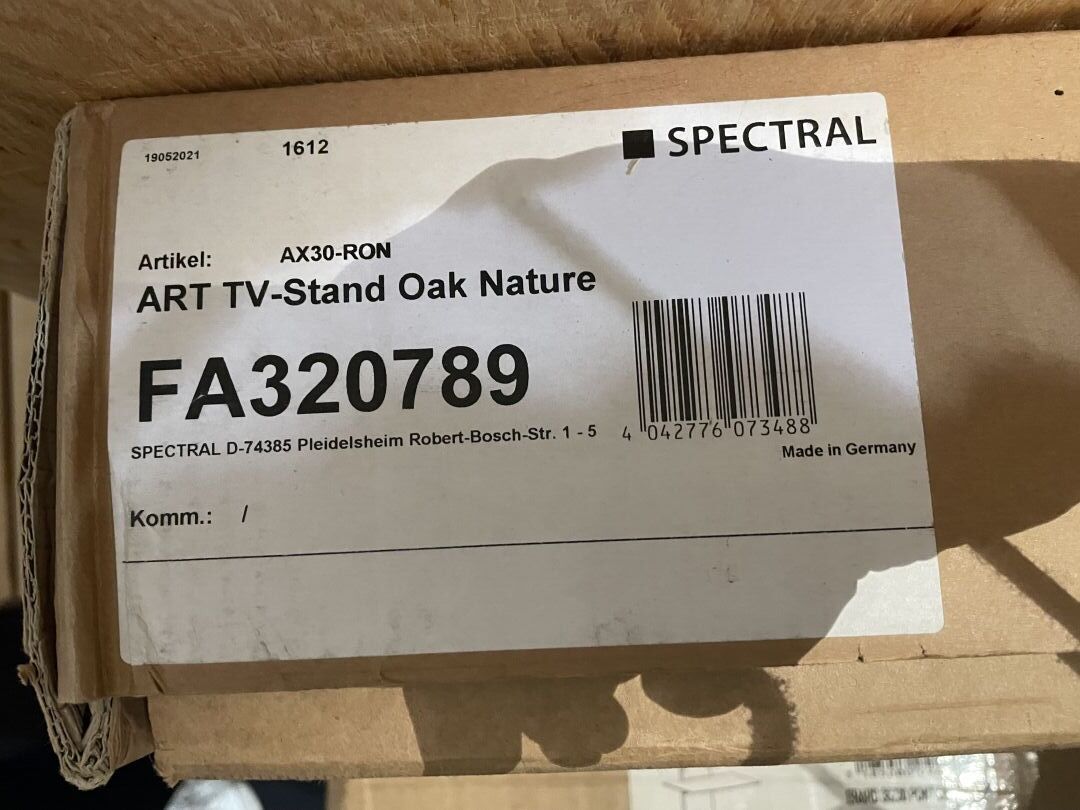 19052021 1612
SPECTRAL
Artikel: AX30-RON
ART TV-Stand Oak Nature
FA320789
SPECTRAL D-74385 Pleidelsheim Robert-Bosch-Str. 1 - 5
4 042776 073488
Made in Germany
Komm.: /